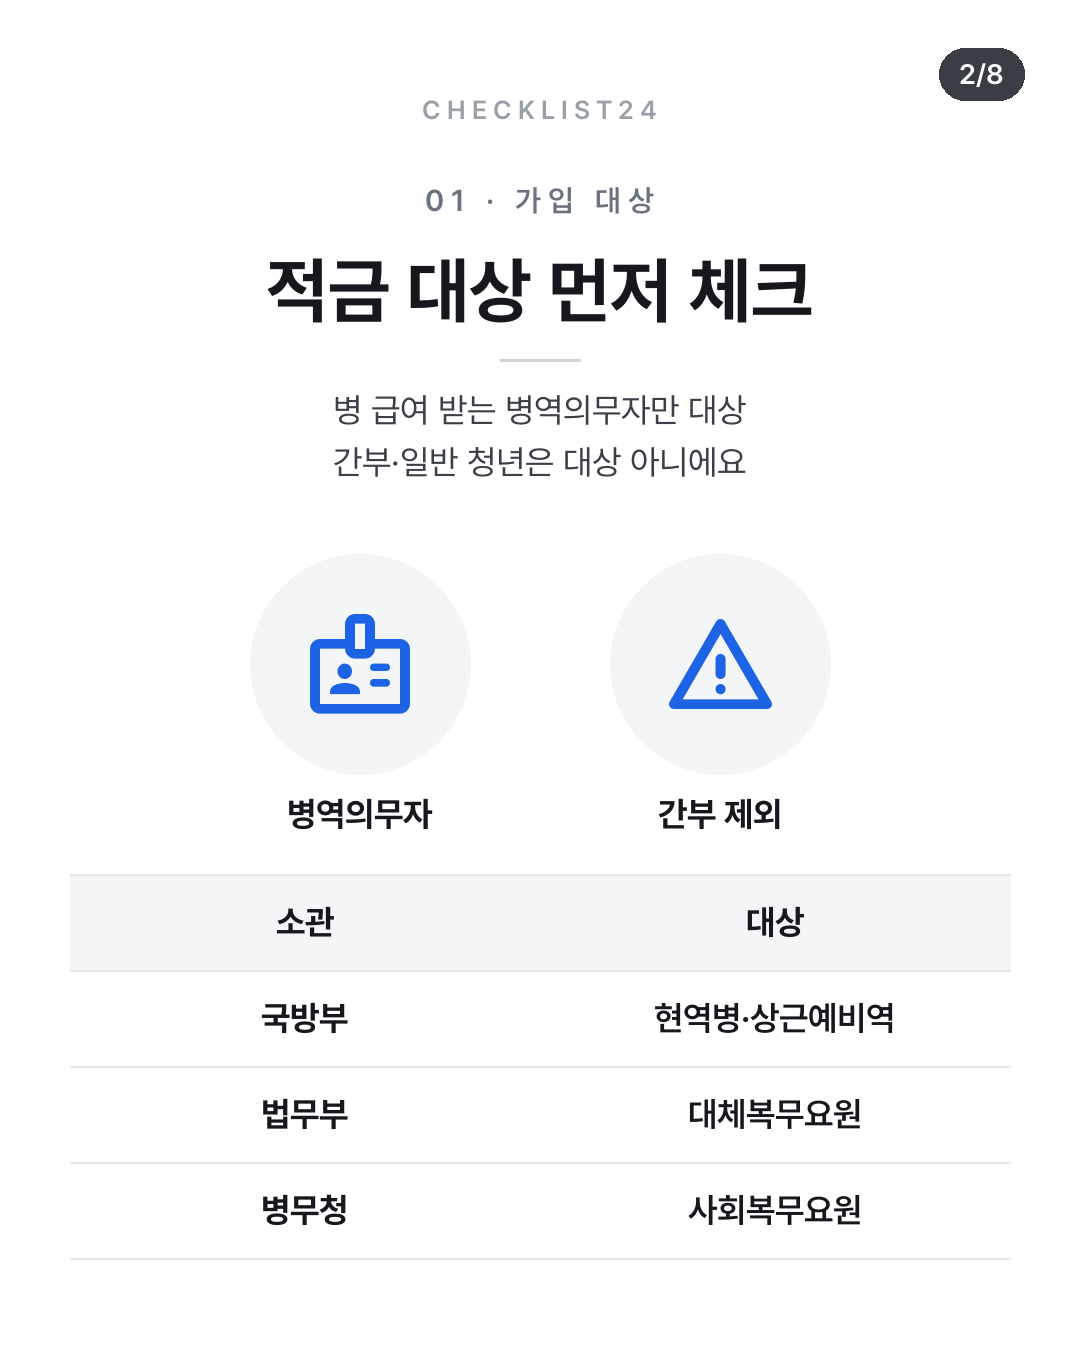 2/8
CHECKLIST24
01 · 가입 대상
적금 대상 먼저 체크
병 급여 받는 병역의무자만 대상
간부·일반 청년은 대상 아니에요
병역의무자
간부 제외
소관 대상
국방부 현역병·상근예비역
법무부 대체복무요원
병무청 사회복무요원